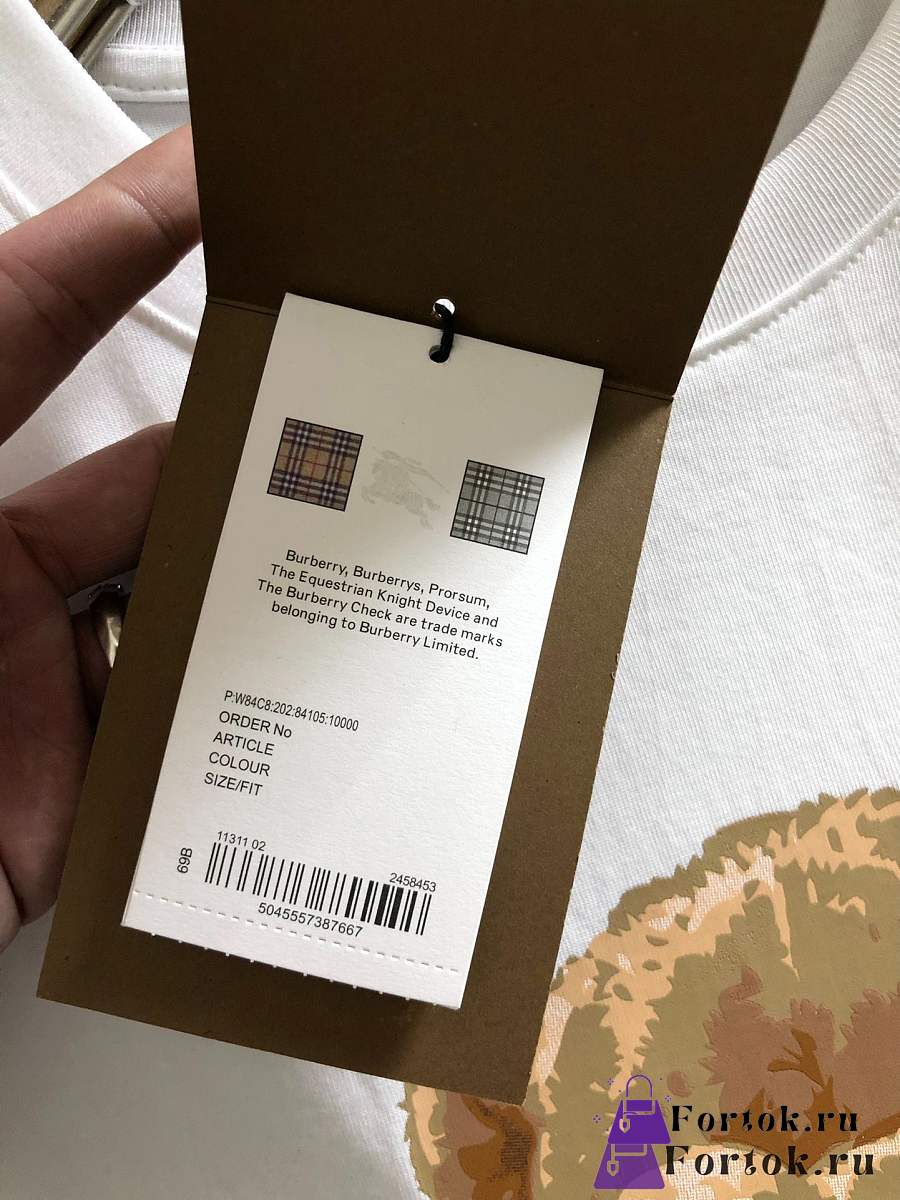 Burberry, Burberrys, Prorsum,
The Equestrian Knight Device and
The Burberry Check are trade marks
belonging to Burberry Limited.
P:W84C8:202:84105:10000
ORDER No
ARTICLE
COLOUR
SIZE/FIT
69B
11311 02
2458453
5045557387667
Fortok.ru
Fortok.ru